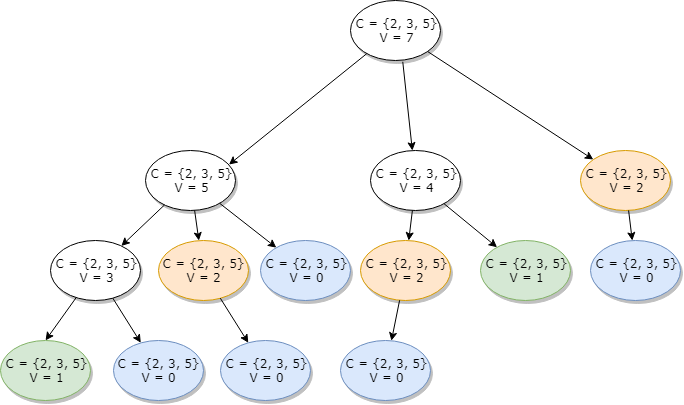 C = {2, 3, 5}
V = 7
C = {2, 3, 5}
V = 5
C = {2, 3, 5}
V = 4
C = {2, 3, 5}
V = 2
C = {2, 3, 5}
V = 3
C = {2, 3, 5}
V = 2
C = {2, 3, 5}
V = 0
C = {2, 3, 5}
V = 2
C = {2, 3, 5}
V = 1
C = {2, 3, 5}
V = 0
C = {2, 3, 5}
V = 1
C = {2, 3, 5}
V = 0
C = {2, 3, 5}
V = 0
C = {2, 3, 5}
V = 0